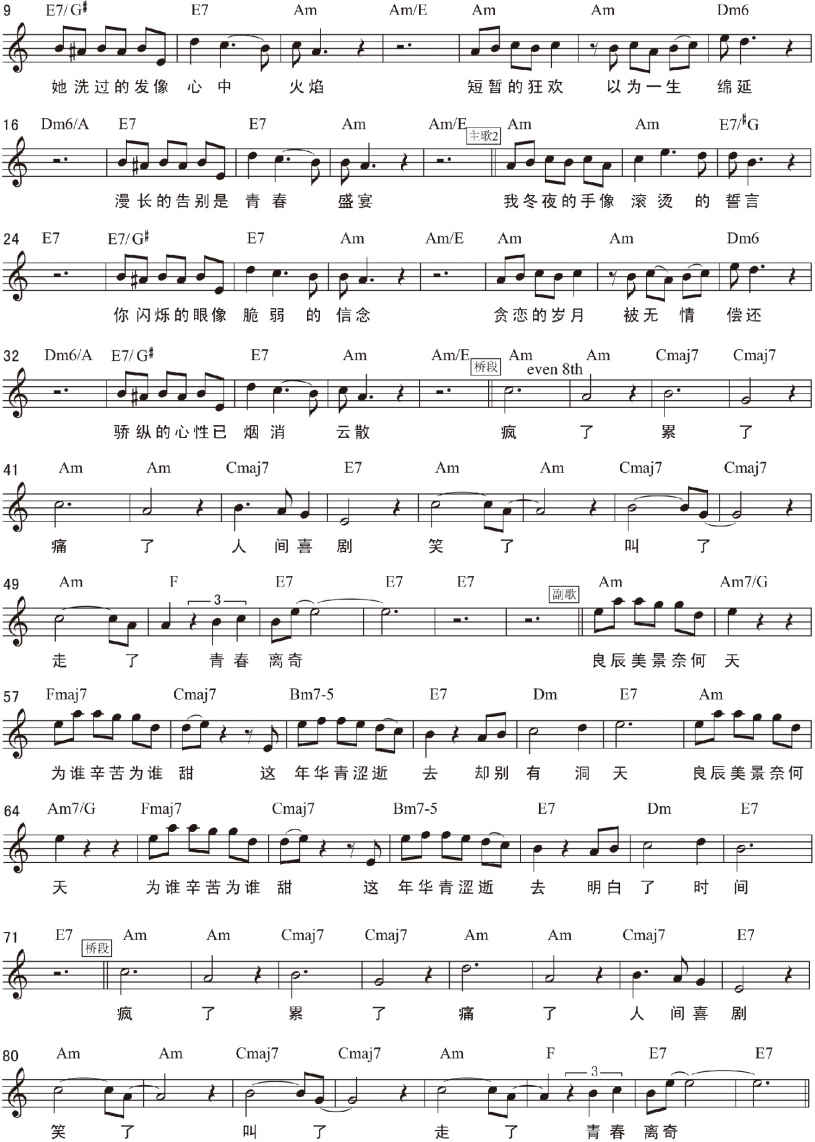 9 E7/G# E7 Am Am/E Am Am Dm6
她洗过的发像 心中 火焰 短暂的狂欢 以为一生 绵延
16 Dm6/A E7 E7 Am Am/E 主歌2 Am Am E7/#G
漫长的告别是 青春 盛宴 我冬夜的手像 滚烫的 誓言
24 E7 E7/G# E7 Am Am/E Am Am Dm6
你闪烁的眼像 脆弱的 信念 贪恋的岁月 被无情 偿还
32 Dm6/A E7/G# E7 Am Am/E 桥段 Am Am Cmaj7 Cmaj7
even 8th
骄纵的心性已 烟消 云散 疯 了 累 了
41 Am Am Cmaj7 E7 Am Am Cmaj7 Cmaj7
痛 了 人间喜 剧 笑 了 叫 了
49 Am F E7 E7 E7 副歌 Am Am7/G
3
走 了 青春 离奇 良辰美景奈何 天
57 Fmaj7 Cmaj7 Bm7-5 E7 Dm E7 Am
为谁辛苦为谁 甜 这 年华青涩逝 去 却别 有 洞 天 良辰美景奈何
64 Am7/G Fmaj7 Cmaj7 Bm7-5 E7 Dm E7
天 为谁辛苦为谁 甜 这 年华青涩逝 去 明白 了 时 间
71 E7 桥段 Am Am Cmaj7 Cmaj7 Am Am Cmaj7 E7
疯 了 累 了 痛 了 人 间喜 剧
80 Am Am Cmaj7 Cmaj7 Am F E7 E7
3
笑 了 叫 了 走 了 青春 离奇